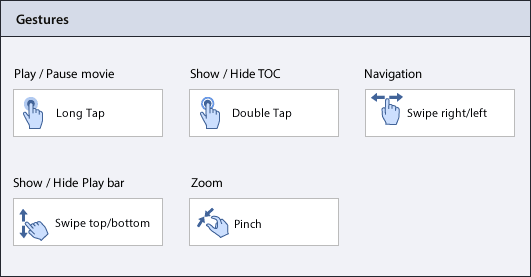 Gestures
Play / Pause movie
Show / Hide TOC
Navigation
Long Tap
Double Tap
Swipe right/left
Show / Hide Play bar
Zoom
Swipe top/bottom
Pinch